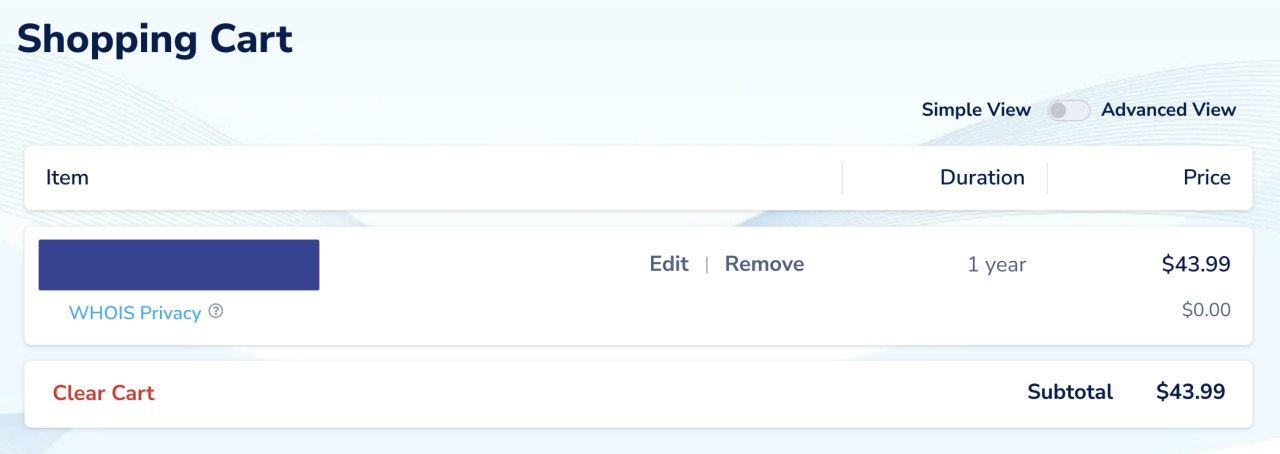 Shopping Cart
Simple View Advanced View
Item Duration Price
Edit | Remove 1 year $43.99
WHOIS Privacy ? $0.00
Clear Cart Subtotal $43.99